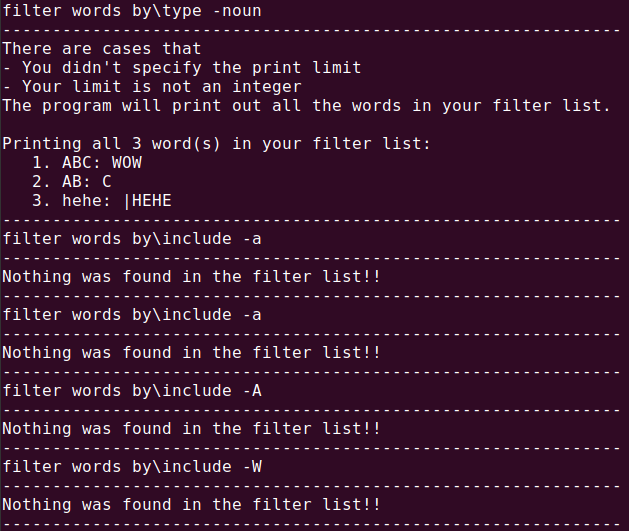 filter words by\type -noun
--------------------------------------------------------------
There are cases that
- You didn't specify the print limit
- Your limit is not an integer
The program will print out all the words in your filter list.

Printing all 3 word(s) in your filter list:
   1. ABC: WOW
   2. AB: C
   3. hehe: |HEHE
--------------------------------------------------------------
filter words by\include -a
--------------------------------------------------------------
Nothing was found in the filter list!!
--------------------------------------------------------------
filter words by\include -a
--------------------------------------------------------------
Nothing was found in the filter list!!
--------------------------------------------------------------
filter words by\include -A
--------------------------------------------------------------
Nothing was found in the filter list!!
--------------------------------------------------------------
filter words by\include -W
--------------------------------------------------------------
Nothing was found in the filter list!!
--------------------------------------------------------------